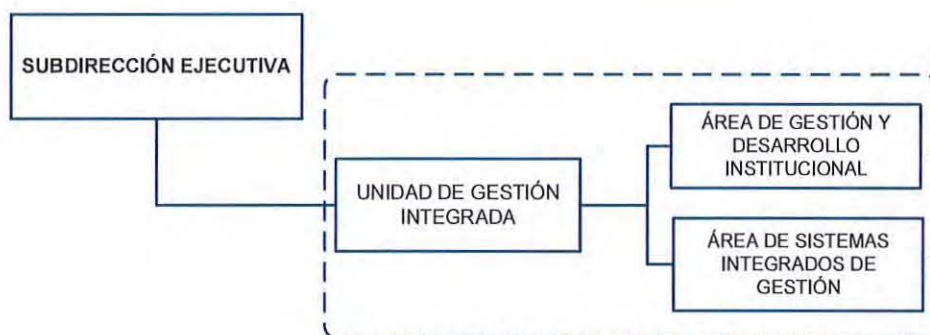 SUBDIRECCIÓN EJECUTIVA
UNIDAD DE GESTIÓN
INTEGRADA
ÁREA DE GESTIÓN Y
DESARROLLO
INSTITUCIONAL
ÁREA DE SISTEMAS
INTEGRADOS DE
GESTIÓN